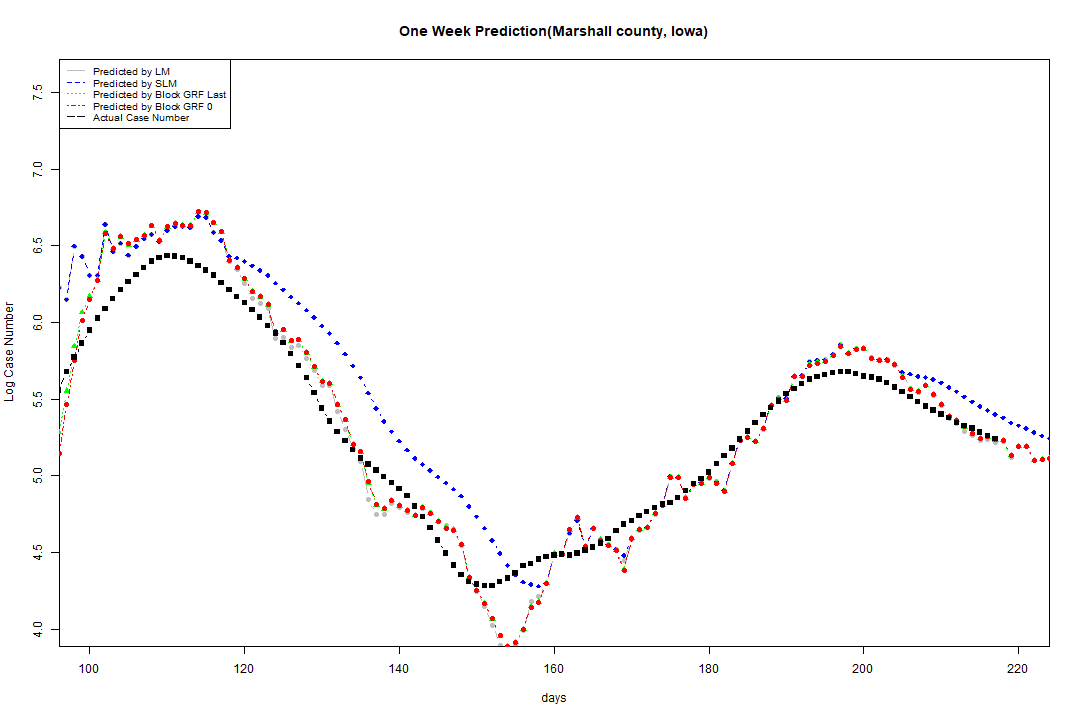 One Week Prediction(Marshall county, Iowa)
Predicted by LM
Predicted by SLM
Predicted by Block GRF Last
Predicted by Block GRF 0
Actual Case Number
7.5
7.0
6.5
6.0
5.5
5.0
4.5
4.0
Log Case Number
100 120 140 160 180 200 220
days